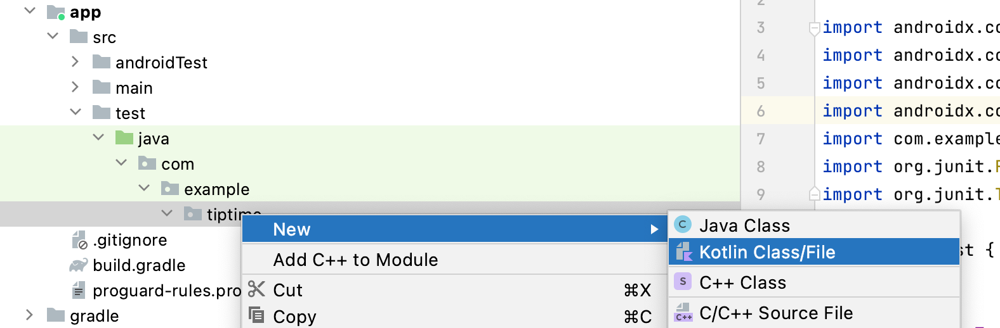 app
src
androidTest
main
test
java
com
example
tiptime
.gitignore
build.gradle
proguard-rules.pro
gradle
New
Add C++ to Module
Cut ⌘X
Copy ⌘C
C Java Class
Kotlin Class/File
S C++ Class
C++ C/C++ Source File
2
3 import androidx.co
4 import androidx.co
5 import androidx.co
6 import androidx.co
7 import com.example
8 import org.junit.
9 import org.junit.T
st {